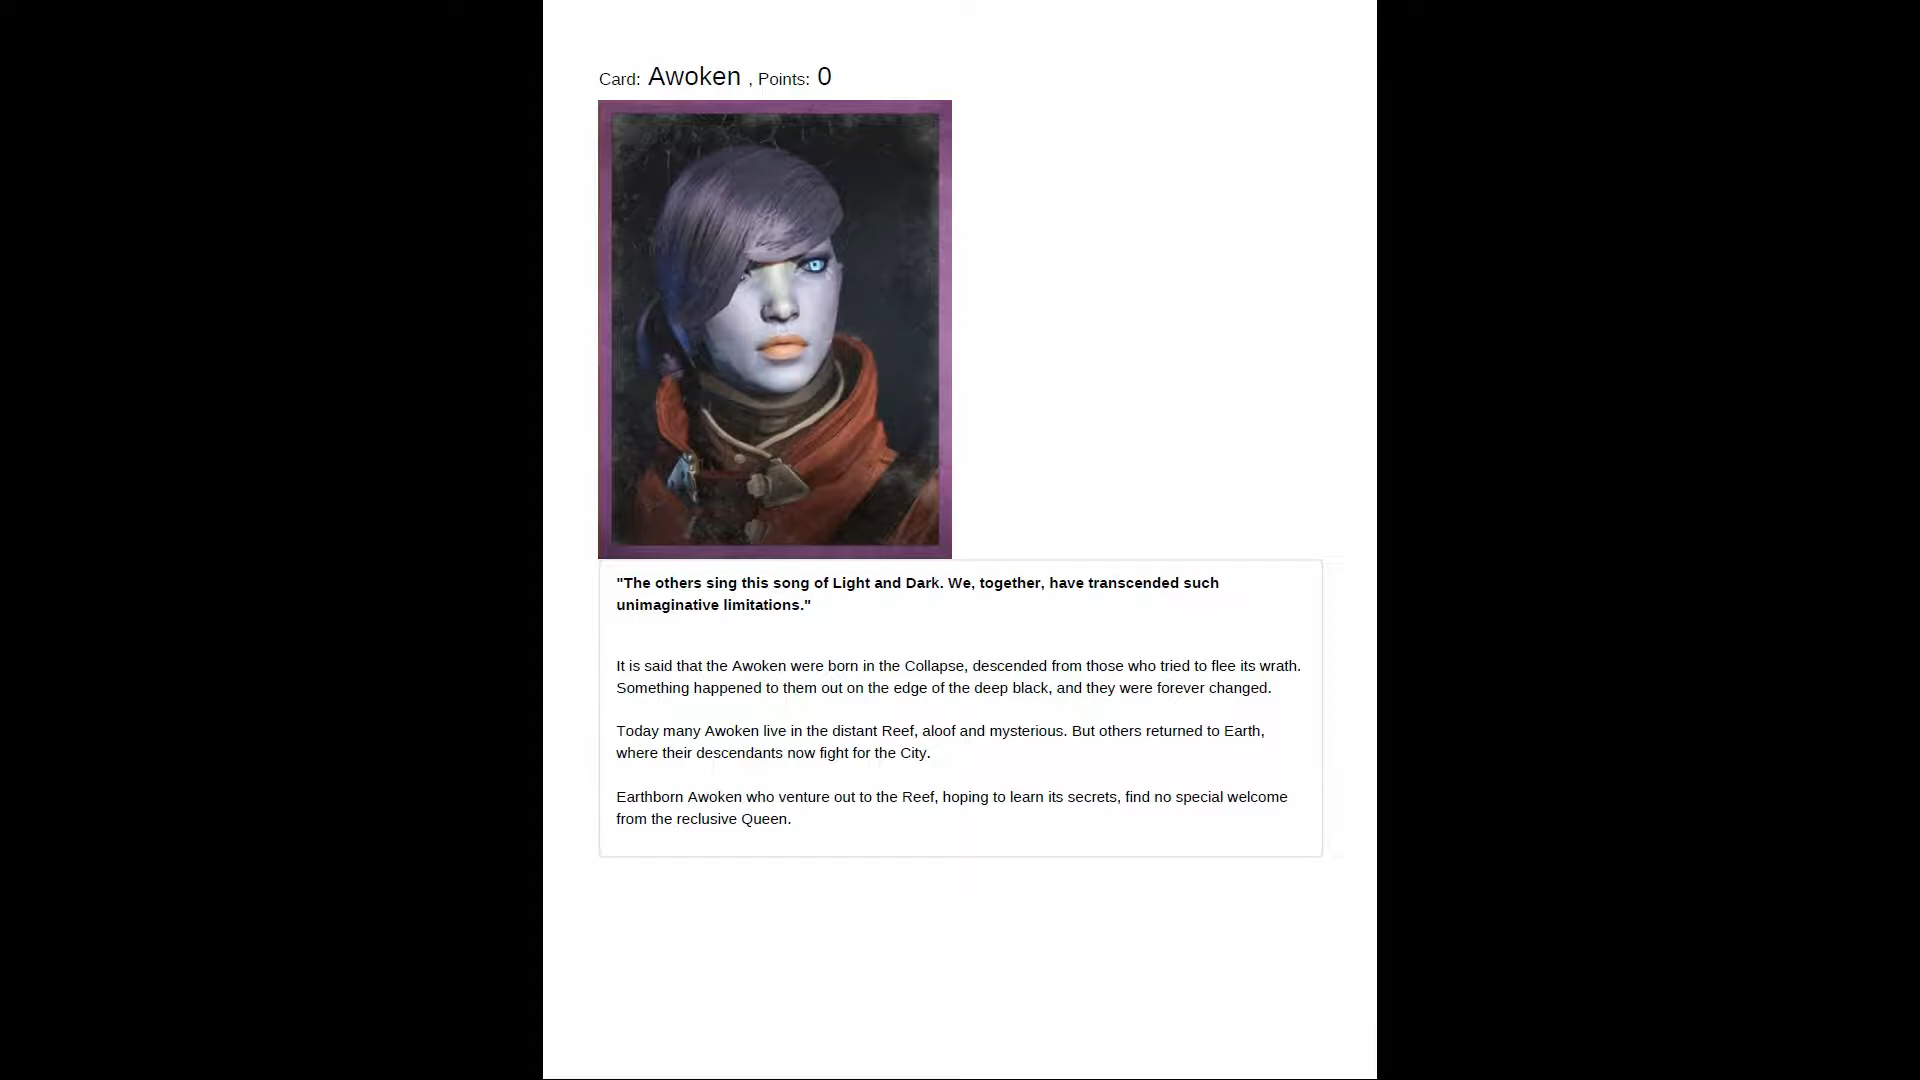 Card: Awoken , Points: 0
"The others sing this song of Light and Dark. We, together, have transcended such
unimaginative limitations."
It is said that the Awoken were born in the Collapse, descended from those who tried to flee its wrath.
Something happened to them out on the edge of the deep black, and they were forever changed.
Today many Awoken live in the distant Reef, aloof and mysterious. But others returned to Earth,
where their descendants now fight for the City.
Earthborn Awoken who venture out to the Reef, hoping to learn its secrets, find no special welcome
from the reclusive Queen.